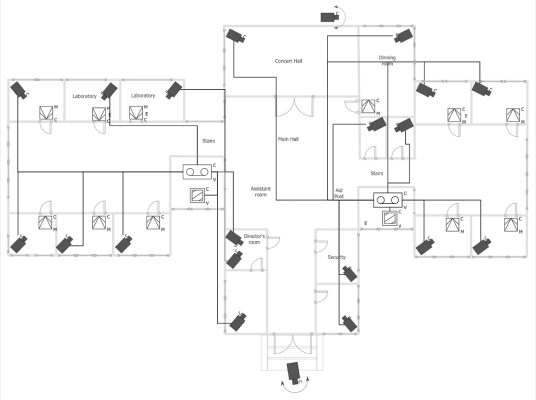 Concert Hall
Dinning
room
Laboratory
Laboratory
M
C
M
E
C
M
E
C
M
C
C
E
M
C
M
Main Hall
Stairs
Stairs
C
V
C
V
C
V
C
V
Assistant
room
Aid
Post
E
C
M
C
M
C
M
Director's
room
C
M
C
M
Security